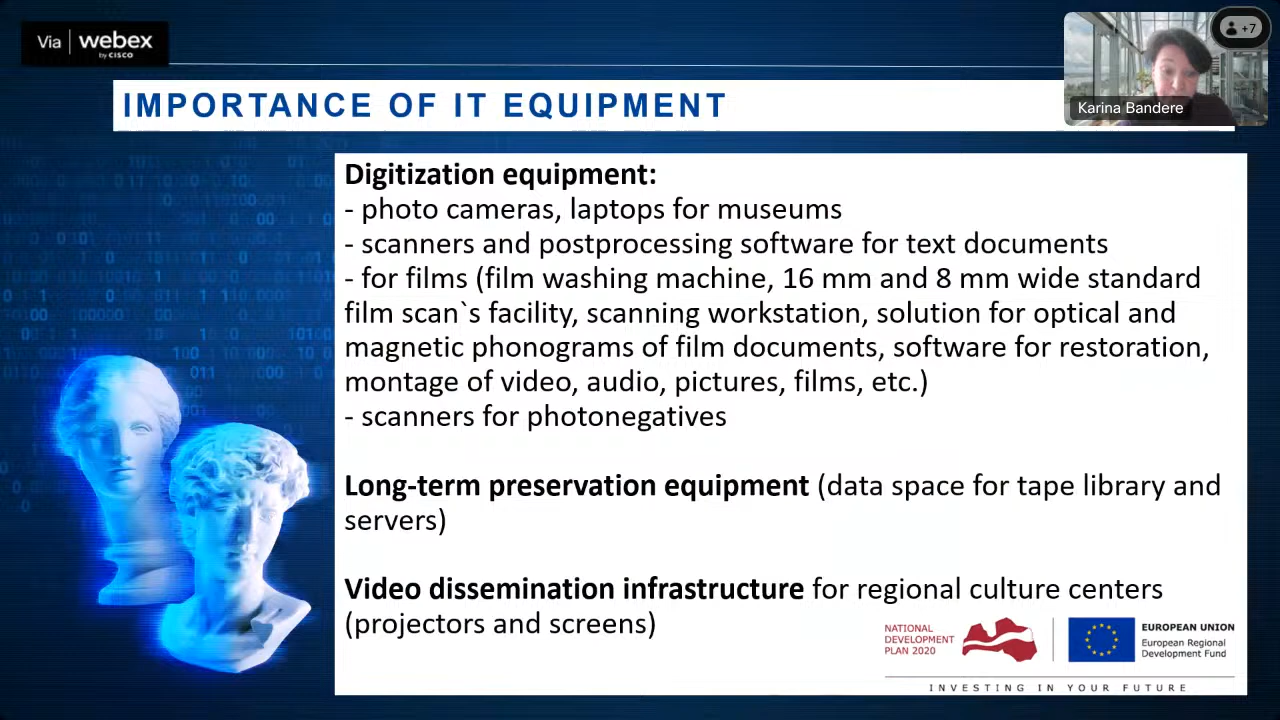 Via webex
by CISCO
+7
Karina Bandere
IMPORTANCE OF IT EQUIPMENT
Digitization equipment:
- photo cameras, laptops for museums
- scanners and postprocessing software for text documents
- for films (film washing machine, 16 mm and 8 mm wide standard
film scan`s facility, scanning workstation, solution for optical and
magnetic phonograms of film documents, software for restoration,
montage of video, audio, pictures, films, etc.)
- scanners for photonegatives
Long-term preservation equipment (data space for tape library and
servers)
Video dissemination infrastructure for regional culture centers
(projectors and screens)
NATIONAL
DEVELOPMENT
PLAN 2020
EUROPEAN UNION
European Regional
Development Fund
INVESTING IN YOUR FUTURE